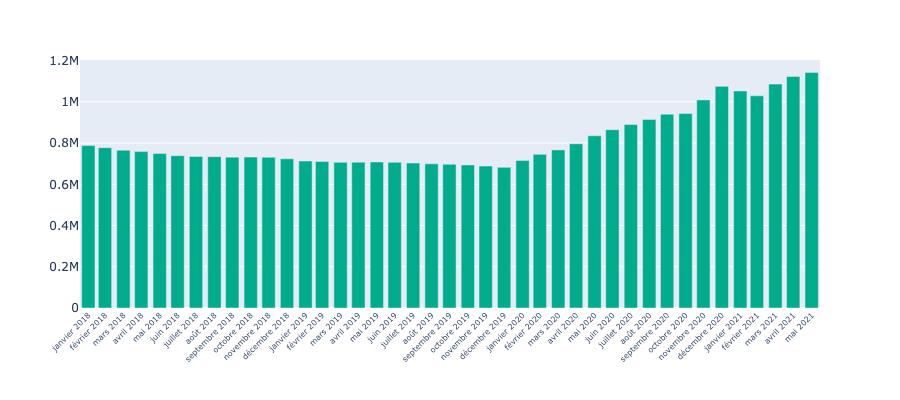 1.2M
1M
0.8M
0.6M
0.4M
0.2M
0
janvier 2018
février 2018
mars 2018
avril 2018
mai 2018
juin 2018
juillet 2018
août 2018
septembre 2018
octobre 2018
novembre 2018
décembre 2018
janvier 2019
février 2019
mars 2019
avril 2019
mai 2019
juin 2019
juillet 2019
août 2019
septembre 2019
octobre 2019
novembre 2019
décembre 2019
janvier 2020
février 2020
mars 2020
avril 2020
mai 2020
juin 2020
juillet 2020
août 2020
septembre 2020
octobre 2020
novembre 2020
décembre 2020
janvier 2021
février 2021
mars 2021
avril 2021
mai 2021